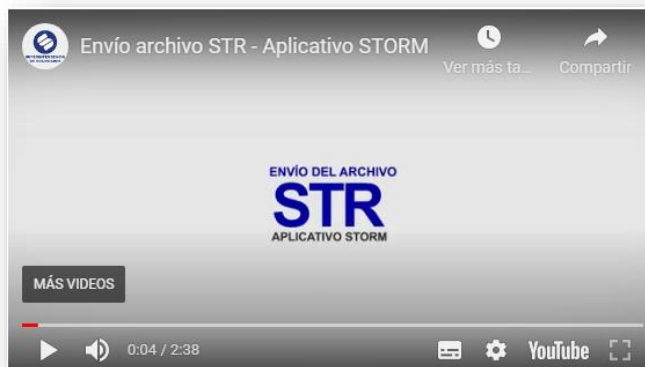 Envío archivo STR - Aplicativo STORM
Ver más ta...
Compartir
ENVÍO DEL ARCHIVO
STR
APLICATIVO STORM
MÁS VIDEOS
0:04 / 2:38
YouTube